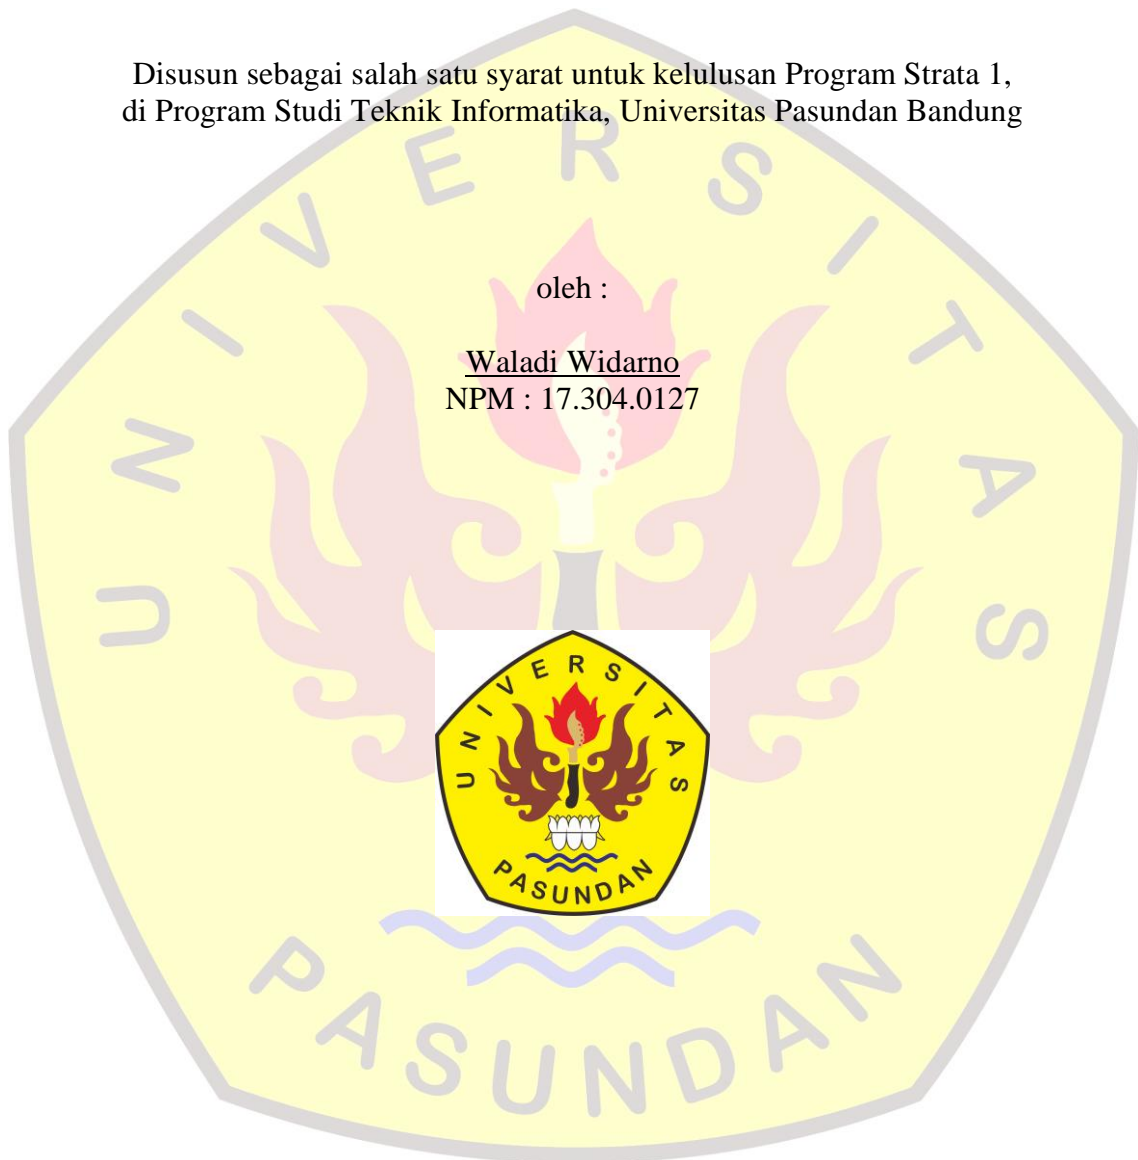 Disusun sebagai salah satu syarat untuk kelulusan Program Strata 1,
di Program Studi Teknik Informatika, Universitas Pasundan Bandung
oleh :
Waladi Widarno
NPM : 17.304.0127
UNIVERSITAS
PASUNDAN
UNIVERSITAS
PASUNDAN